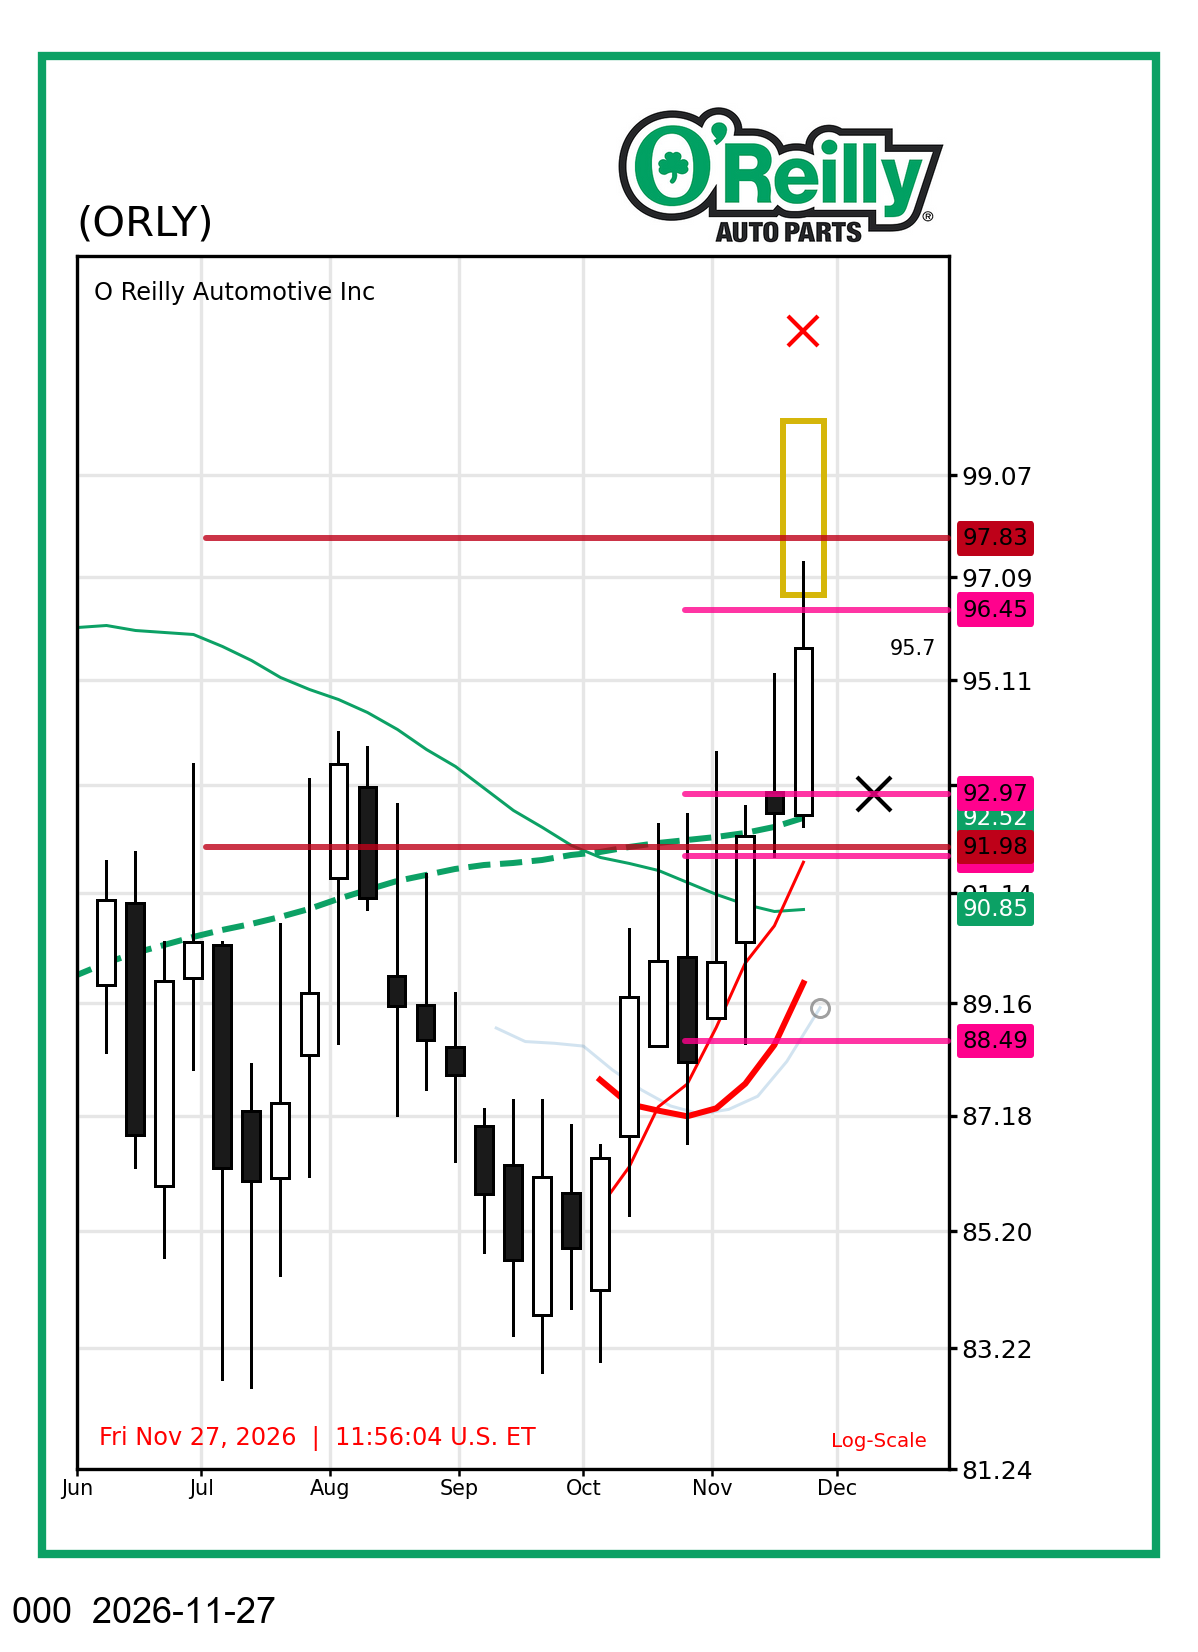 O'Reilly®
AUTO PARTS
(ORLY)
O Reilly Automotive Inc
99.07
97.83
97.09
96.45
95.7
95.11
92.97
92.52
91.98
91.14
90.85
89.16
88.49
87.18
85.20
83.22
Fri Nov 27, 2026 | 11:56:04 U.S. ET
Log-Scale
81.24
Jun Jul Aug Sep Oct Nov Dec
000 2026-11-27